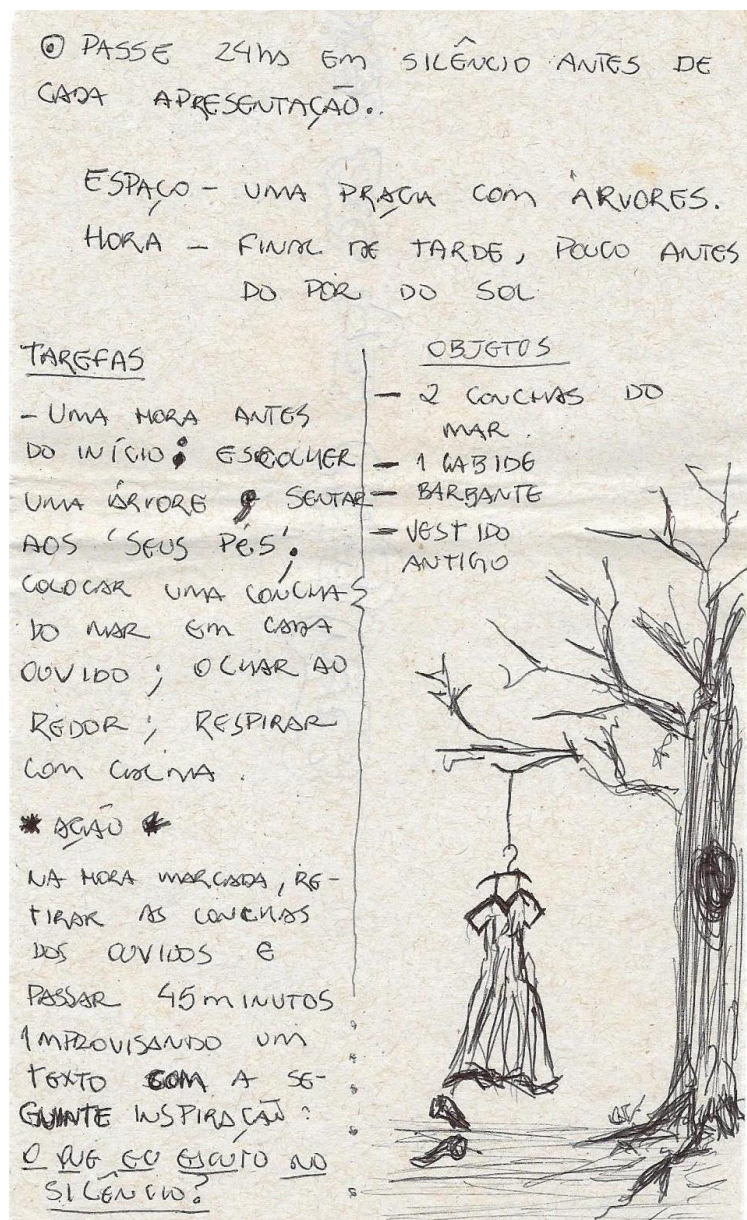 ⊙ PASSE 24hs EM SILÊNCIO ANTES DE
CADA APRESENTAÇÃO..
ESPAÇO – UMA PRAÇA COM ÁRVORES.
HORA – FINAL DE TARDE, POUCO ANTES
DO PÔR DO SOL
TAREFAS
– UMA HORA ANTES
DO INÍCIO; ESCOLHER
UMA ÁRVORE; SENTAR
AOS 'SEUS PÉS';
COLOCAR UMA CONCHA
DO MAR EM CADA
OUVIDO; OLHAR AO
REDOR; RESPIRAR
COM CALMA.
* AÇÃO *
NA HORA MARCADA, RE-
TIRAR AS CONCHAS
DOS OUVIDOS E
PASSAR 45 MINUTOS
IMPROVISANDO UM
TEXTO COM A SE-
GUINTE INSPIRAÇÃO:
O QUE EU ESCUTO NO
SILÊNCIO?
OBJETOS
– 2 CONCHAS DO
MAR.
– 1 CABIDE
– BARBANTE
– VESTIDO
ANTIGO